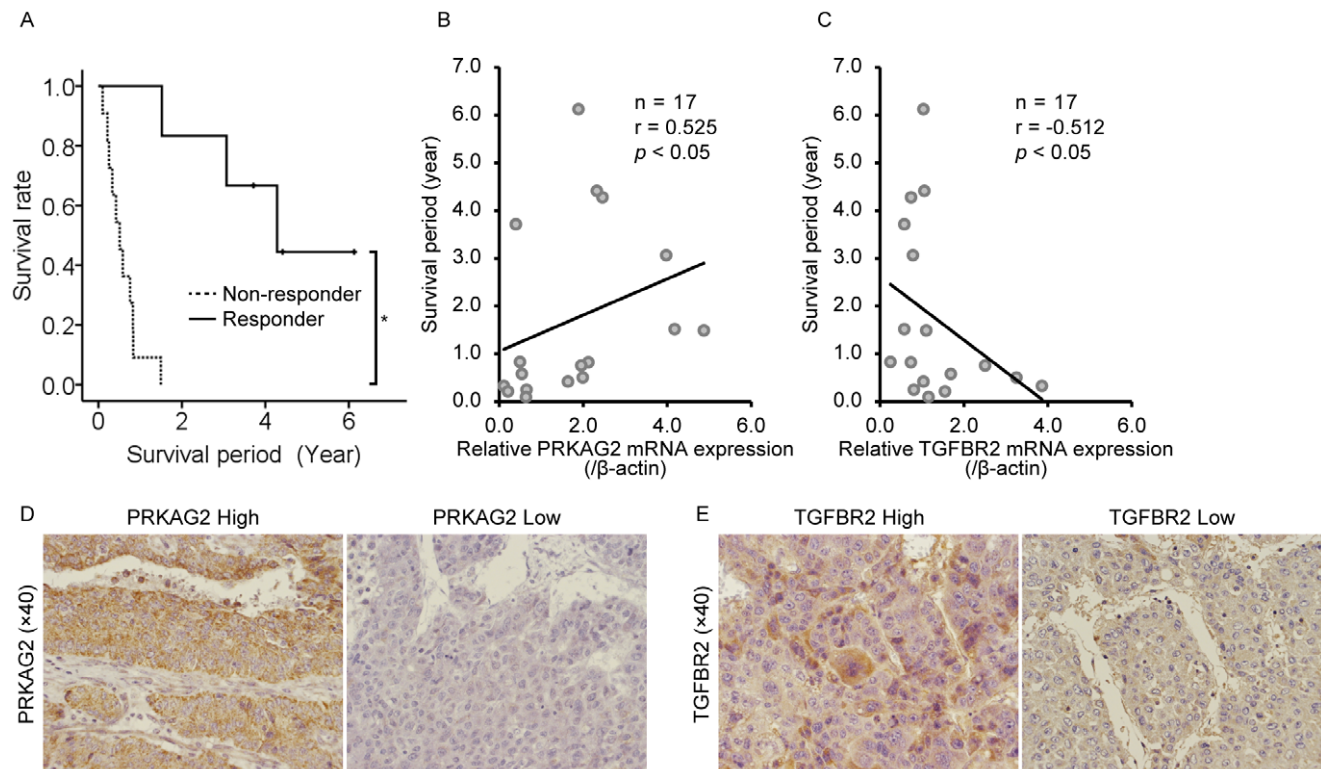 A
Survival rate
1.0
0.8
0.6
0.4
0.2
0.0
Non-responder
Responder
*
0
2
4
6
Survival period (Year)
B
Survival period (year)
7.0
6.0
5.0
4.0
3.0
2.0
1.0
0.0
n = 17
r = 0.525
p < 0.05
0.0
2.0
4.0
6.0
Relative PRKAG2 mRNA expression
(/β-actin)
C
Survival period (year)
7.0
6.0
5.0
4.0
3.0
2.0
1.0
0.0
n = 17
r = -0.512
p < 0.05
0.0
2.0
4.0
6.0
Relative TGFBR2 mRNA expression
(/β-actin)
D
PRKAG2 High
PRKAG2 Low
PRKAG2 (×40)
E
TGFBR2 High
TGFBR2 Low
TGFBR2 (×40)